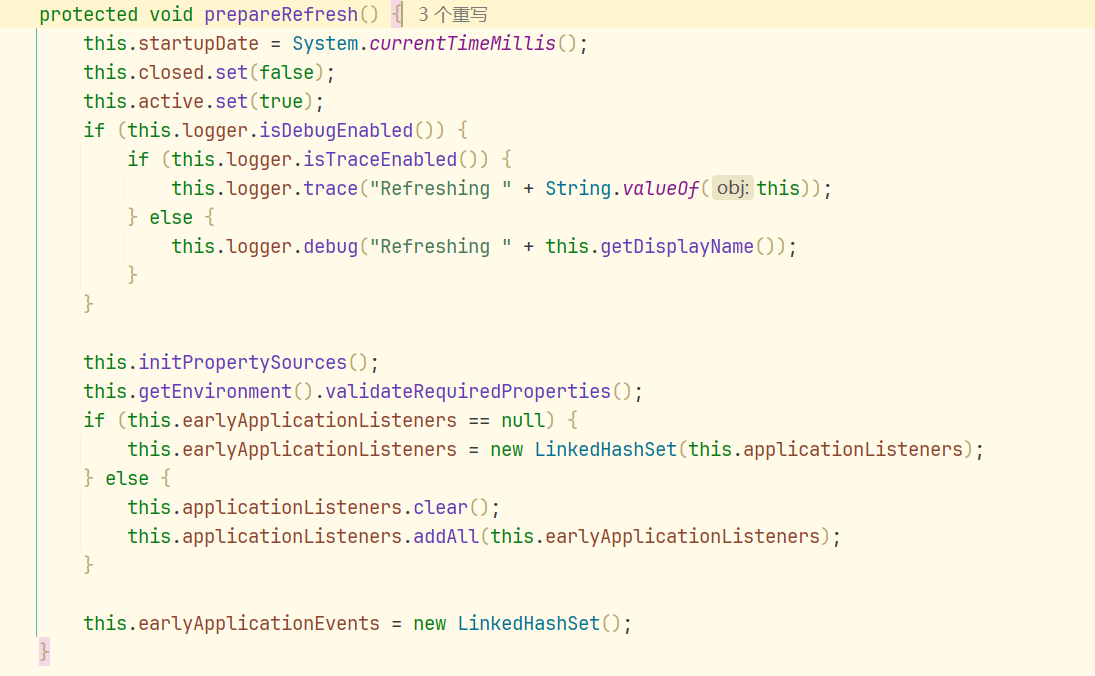 protected void prepareRefresh() { 3 个重写
this.startupDate = System.currentTimeMillis();
this.closed.set(false);
this.active.set(true);
if (this.logger.isDebugEnabled()) {
if (this.logger.isTraceEnabled()) {
this.logger.trace("Refreshing " + String.valueOf( obj: this));
} else {
this.logger.debug("Refreshing " + this.getDisplayName());
}
}
this.initPropertySources();
this.getEnvironment().validateRequiredProperties();
if (this.earlyApplicationListeners == null) {
this.earlyApplicationListeners = new LinkedHashSet(this.applicationListeners);
} else {
this.applicationListeners.clear();
this.applicationListeners.addAll(this.earlyApplicationListeners);
}
this.earlyApplicationEvents = new LinkedHashSet();
}